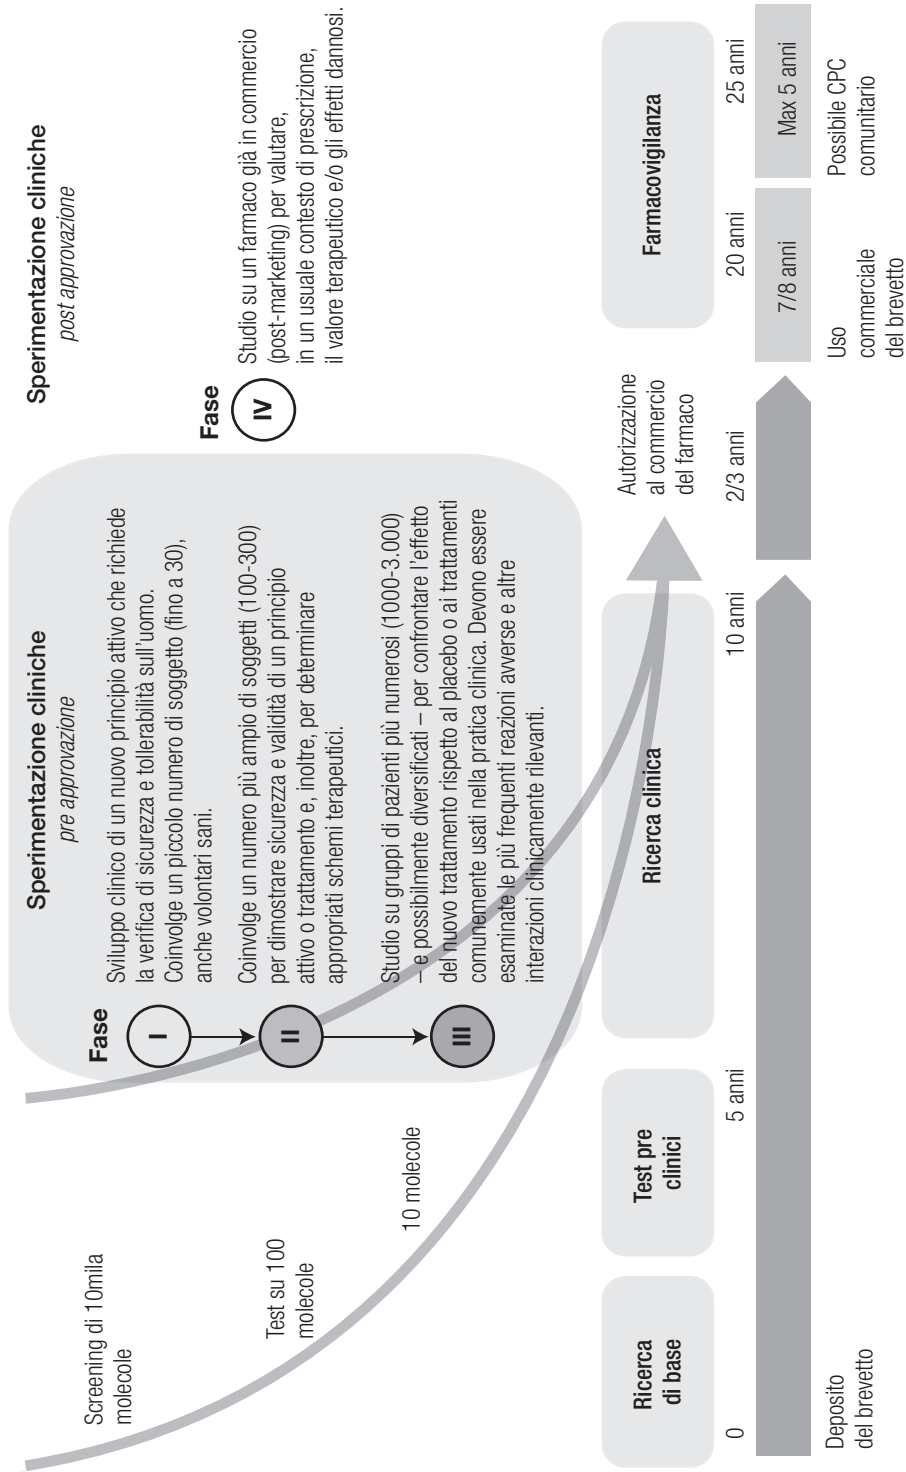 Sperimentazione cliniche
pre approvazione
Sperimentazione cliniche
post approvazione
Screening di 10mila
molecole
Test su 100
molecole
10 molecole
Fase
I
Sviluppo clinico di un nuovo principio attivo che richiede
la verifica di sicurezza e tollerabilità sull'uomo.
Coinvolge un piccolo numero di soggetto (fino a 30),
anche volontari sani.
II
Coinvolge un numero più ampio di soggetti (100-300)
per dimostrare sicurezza e validità di un principio
attivo o trattamento e, inoltre, per determinare
appropriati schemi terapeutici.
III
Studio su gruppi di pazienti più numerosi (1000-3.000)
– e possibilmente diversificati – per confrontare l'effetto
del nuovo trattamento rispetto al placebo o ai trattamenti
comunemente usati nella pratica clinica. Devono essere
esaminate le più frequenti reazioni avverse e altre
interazioni clinicamente rilevanti.
Fase
IV
Studio su un farmaco già in commercio
(post-marketing) per valutare,
in un usuale contesto di prescrizione,
il valore terapeutico e/o gli effetti dannosi.
Ricerca
di base
Test pre
clinici
Ricerca clinica
Autorizzazione
al commercio
del farmaco
Farmacovigilanza
0
5 anni
10 anni
2/3 anni
20 anni
25 anni
7/8 anni
Max 5 anni
Deposito
del brevetto
Uso
commerciale
del brevetto
Possibile CPC
comunitario